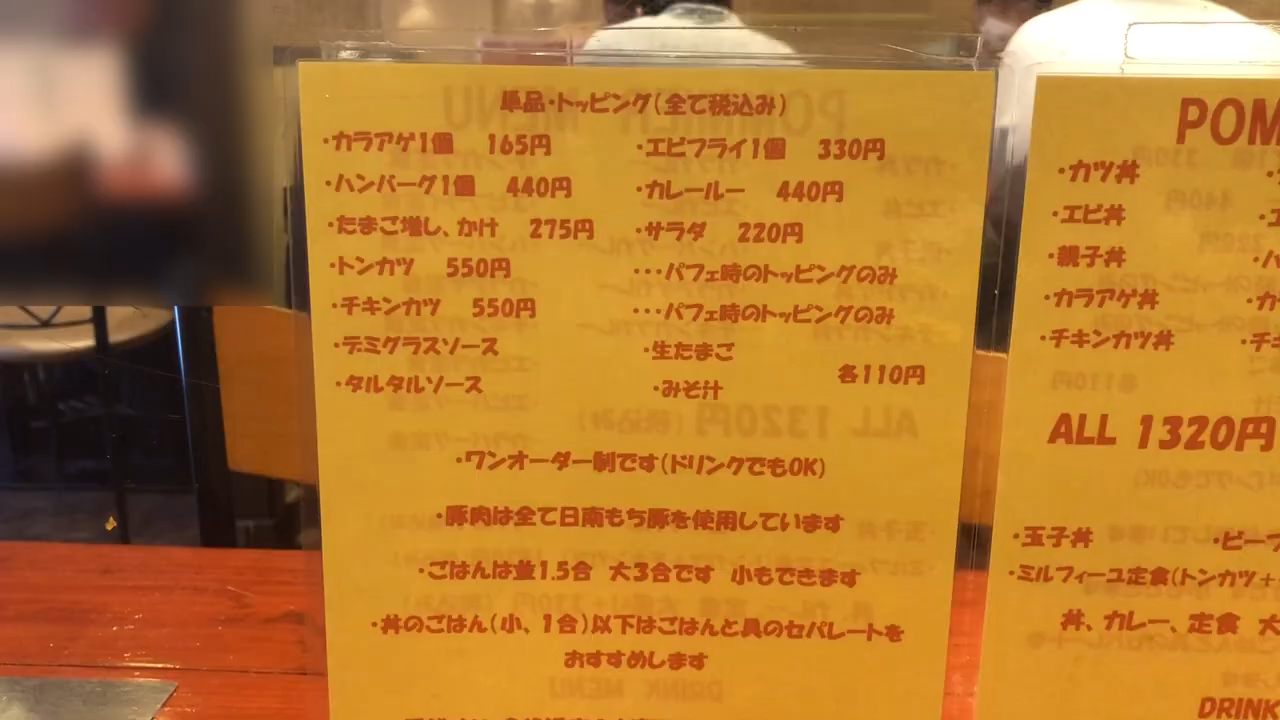 単品・トッピング(全て税込み)
・カラアゲ1個 165円 ・エビフライ1個 330円
・ハンバーグ1個 440円 ・カレールー 440円
・たまご増し、かけ 275円 ・サラダ 220円
・トンカツ 550円 ・・・パフェ時のトッピングのみ
・チキンカツ 550円 ・・・パフェ時のトッピングのみ
・デミグラスソース ・生たまご
・タルタルソース ・みそ汁 各110円
・ワンオーダー制です(ドリンクでもOK)
・豚肉は全て日南もち豚を使用しています
・ごはんは並1.5合 大3合です 小もできます
・丼のごはん(小、1合)以下はごはんと具のセパレートを
おすすめします
POM
・カツ丼
・エビ丼
・親子丼
・カラアゲ丼
・チキンカツ丼
ALL 1320円
・玉子丼 ・ビーフ
・ミルフィーユ定食(トンカツ+
丼、カレー、定食 大
DRINK